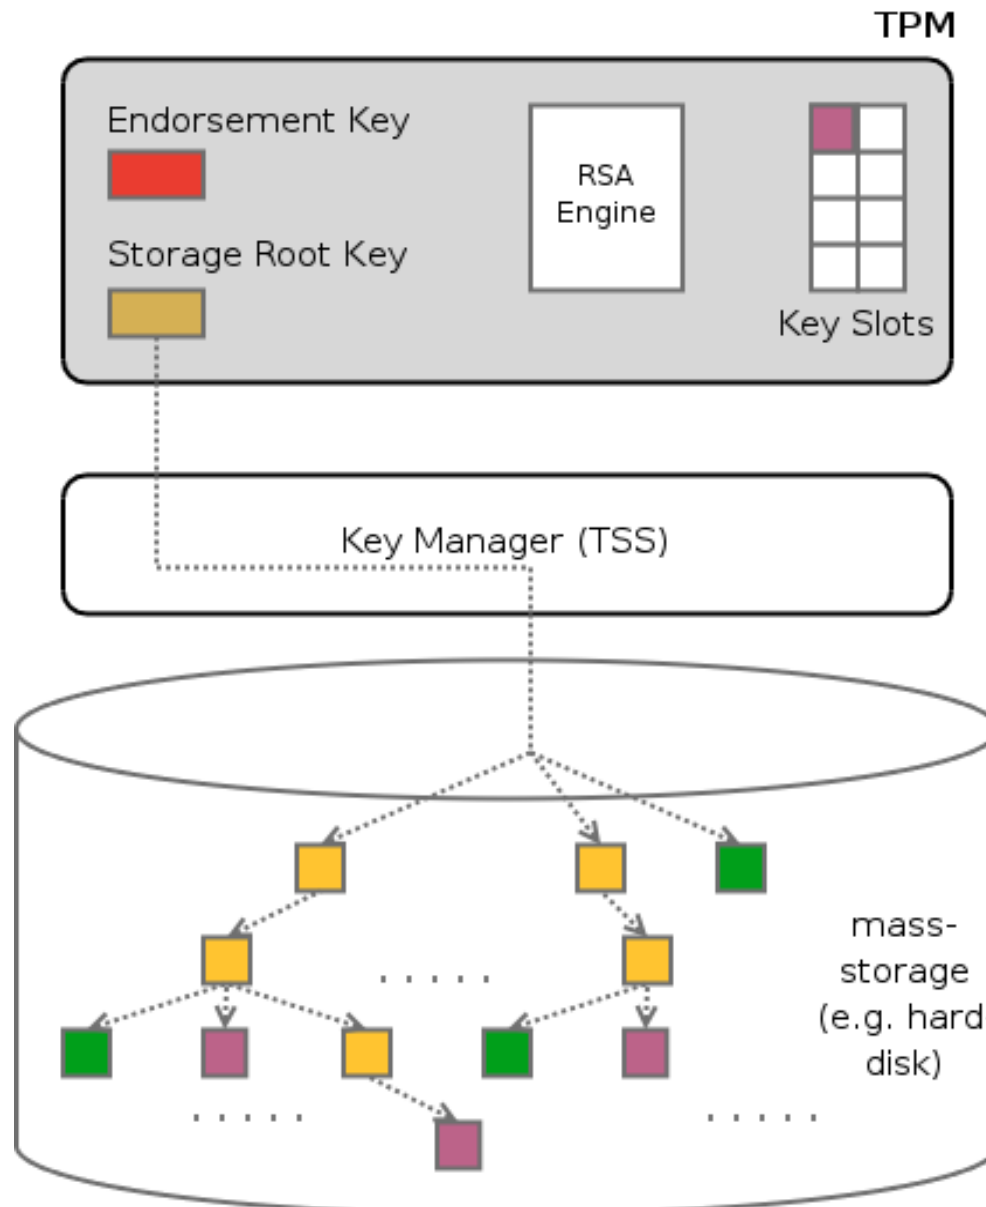 TPM
Endorsement Key
RSA
Engine
Storage Root Key
Key Slots
Key Manager (TSS)
mass-
storage
(e.g. hard
disk)